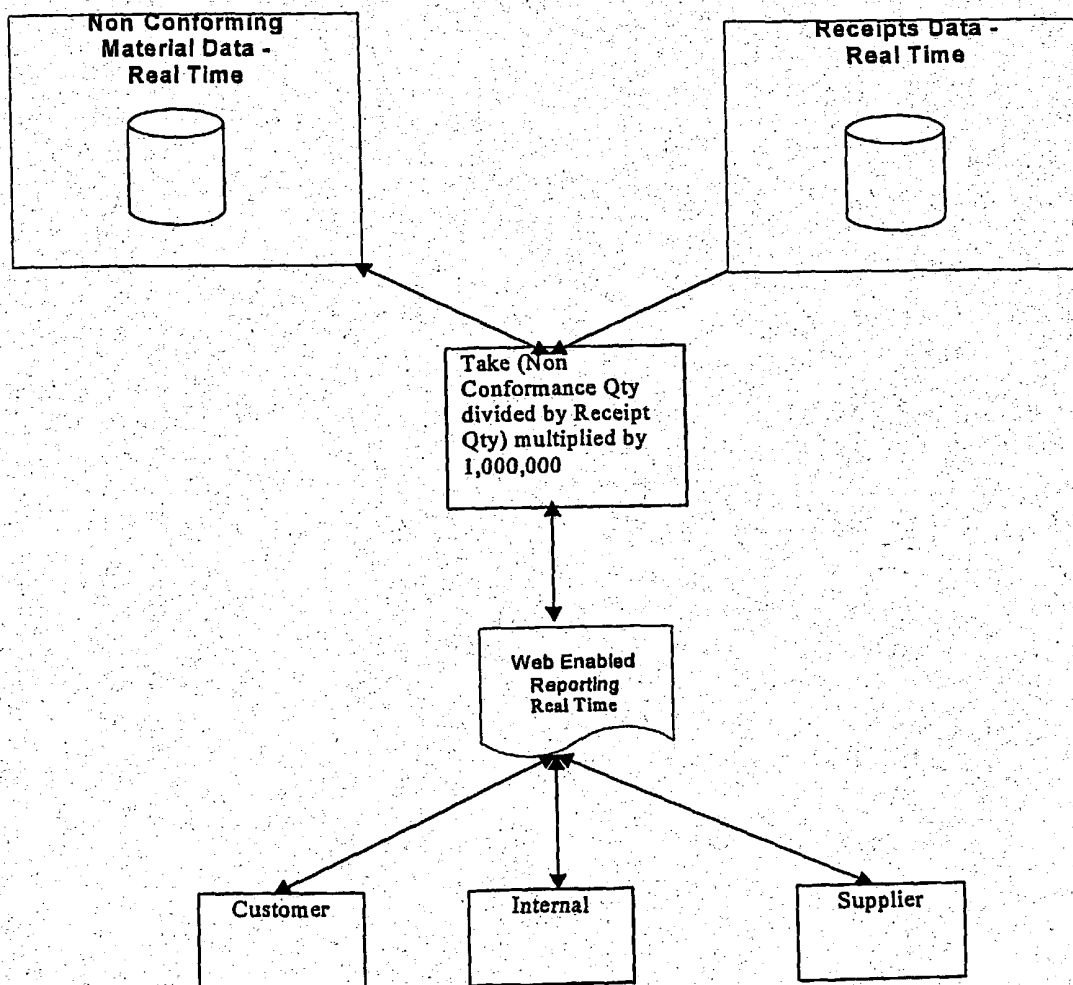 Non Conforming
Material Data -
Real Time
Receipts Data -
Real Time
Take (Non
Conformance Qty
divided by Receipt
Qty) multiplied by
1,000,000
Web Enabled
Reporting
Real Time
Customer
Internal
Supplier